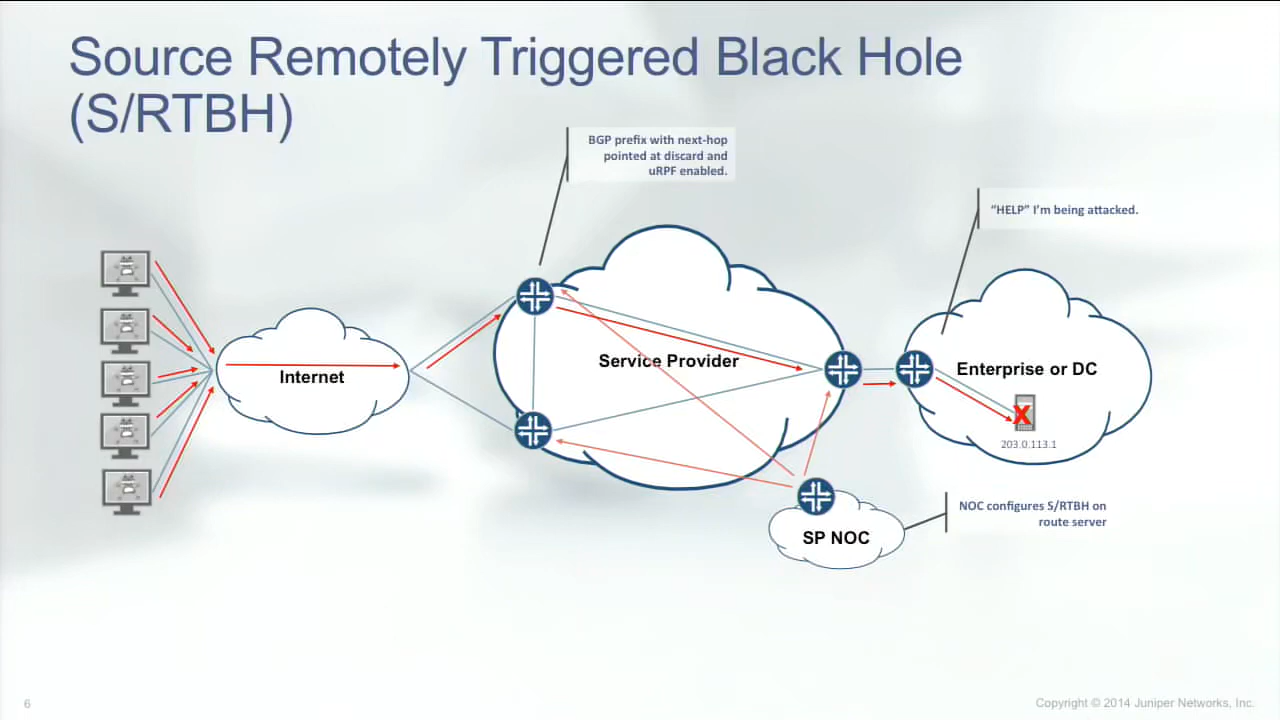 Source Remotely Triggered Black Hole
(S/RTBH)
BGP prefix with next-hop
pointed at discard and
uRPF enabled.
“HELP” I’m being attacked.
Internet
Service Provider
Enterprise or DC
203.0.113.1
NOC configures S/RTBH on
route server
SP NOC
6
Copyright © 2014 Juniper Networks, Inc.